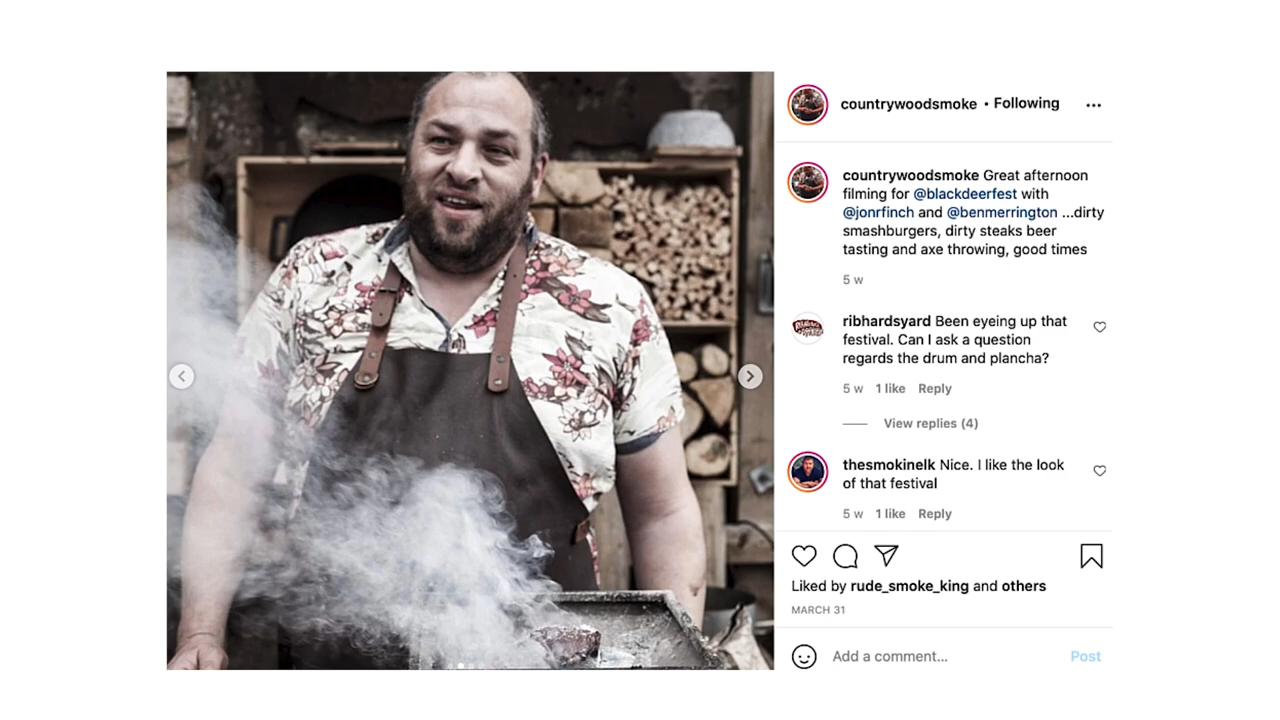 countrywoodsmoke • Following
countrywoodsmoke Great afternoon
filming for @blackdeerfest with
@jonrfinch and @benmerrington ...dirty
smashburgers, dirty steaks beer
tasting and axe throwing, good times
5 w
ribhardsyard Been eyeing up that
festival. Can I ask a question
regards the drum and plancha?
5 w 1 like Reply
View replies (4)
thesmokinelk Nice. I like the look
of that festival
5 w 1 like Reply
Liked by rude_smoke_king and others
MARCH 31
Add a comment...
Post